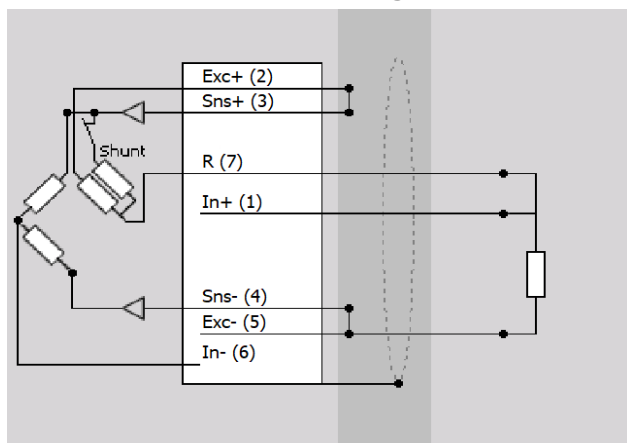 Exc+ (2)
Sns+ (3)
Shunt
R (7)
In+ (1)
Sns- (4)
Exc- (5)
In- (6)